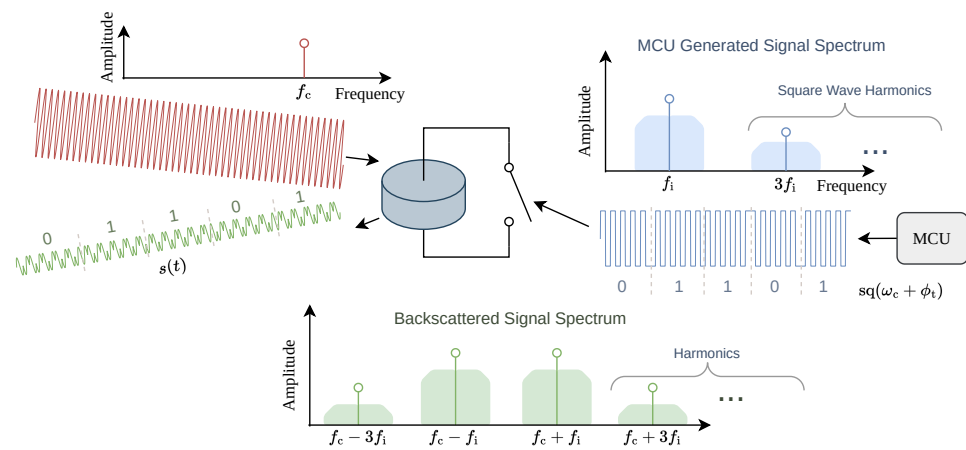 Amplitude
f_c
Frequency
MCU Generated Signal Spectrum
Square Wave Harmonics
Amplitude
...
f_i
3f_i
Frequency
0 1 1 0 1
s(t)
MCU
0 1 1 0 1
sq(ω_c + ϕ_t)
Backscattered Signal Spectrum
Harmonics
Amplitude
...
f_c − 3f_i
f_c − f_i
f_c + f_i
f_c + 3f_i